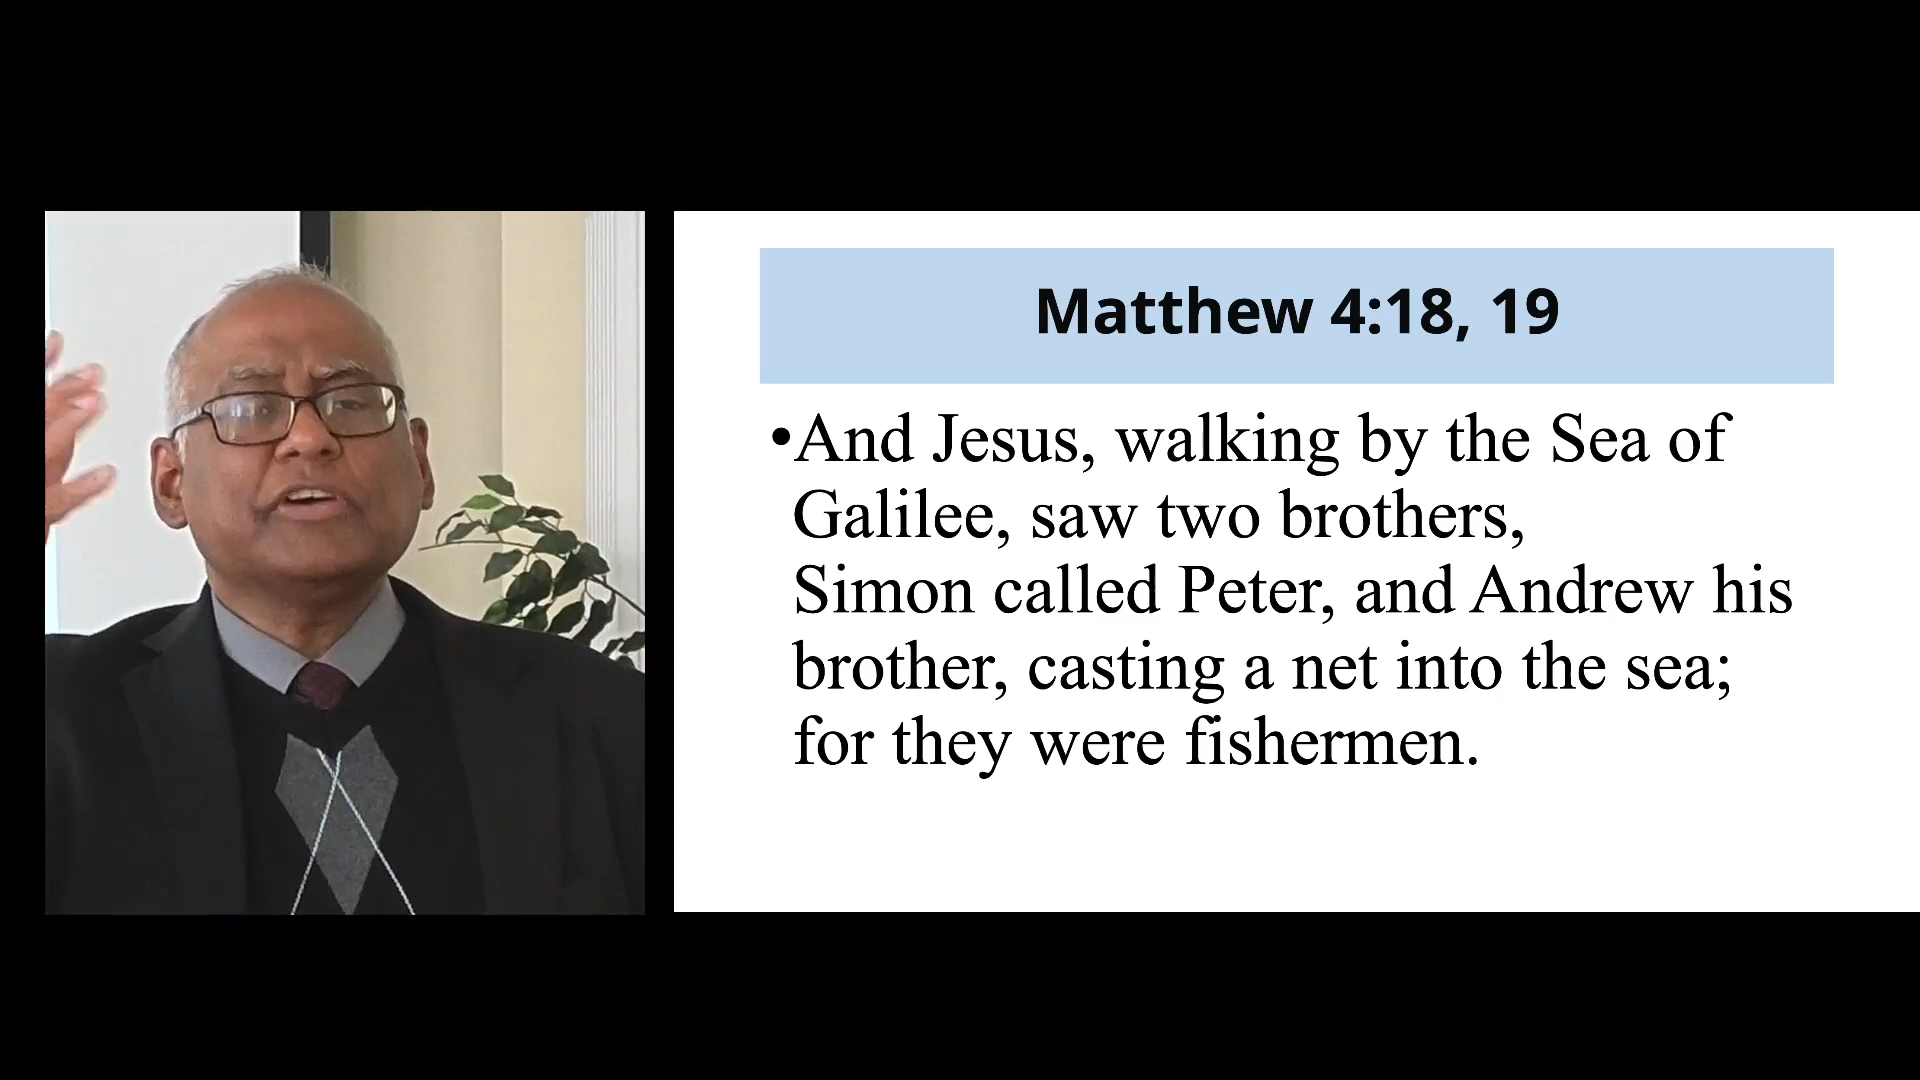 Matthew 4:18, 19
•And Jesus, walking by the Sea of
Galilee, saw two brothers,
Simon called Peter, and Andrew his
brother, casting a net into the sea;
for they were fishermen.